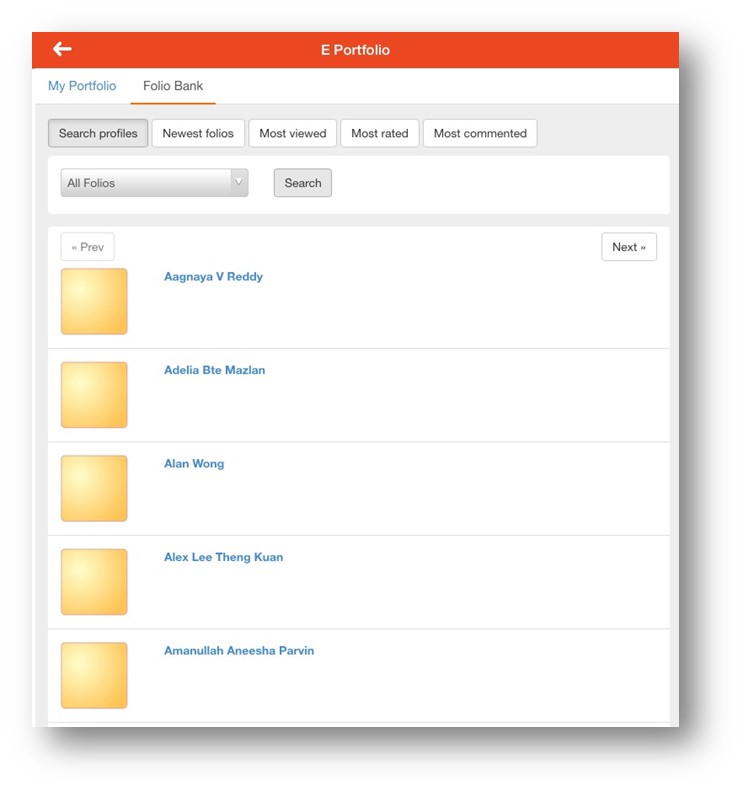 E Portfolio
My Portfolio Folio Bank
Search profiles Newest folios Most viewed Most rated Most commented
All Folios Search
« Prev Next »
Aagnaya V Reddy
Adelia Bte Mazlan
Alan Wong
Alex Lee Theng Kuan
Amanullah Aneesha Parvin